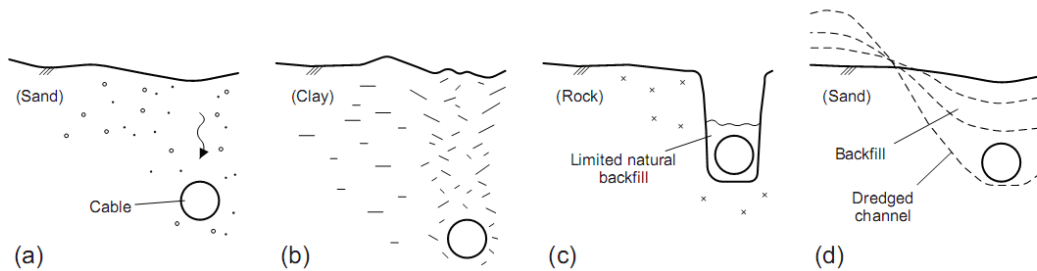 (Sand)
Cable
(a)
(Clay)
(b)
(Rock)
Limited natural
backfill
(c)
(Sand)
Backfill
Dredged
channel
(d)